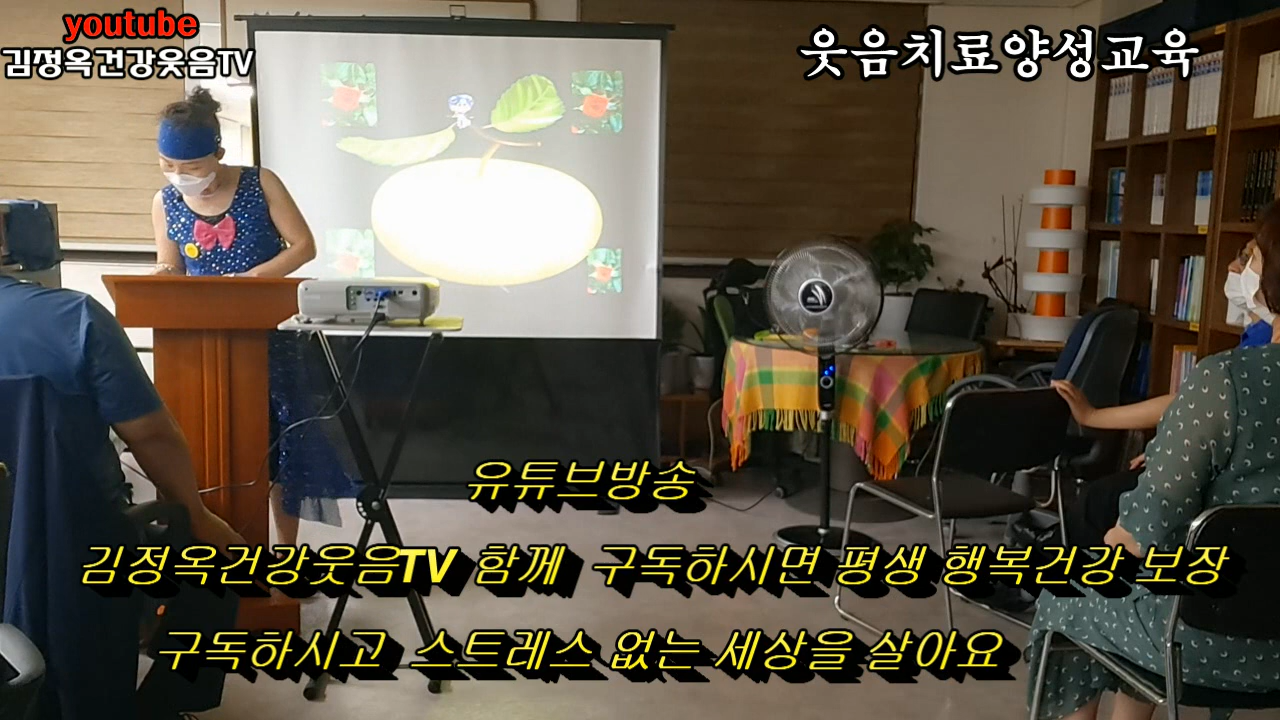 youtube
김정옥건강웃음TV
웃음치료양성교육
유튜브방송
김정옥건강웃음TV 함께 구독하시면 평생 행복건강 보장
구독하시고 스트레스 없는 세상을 살아요